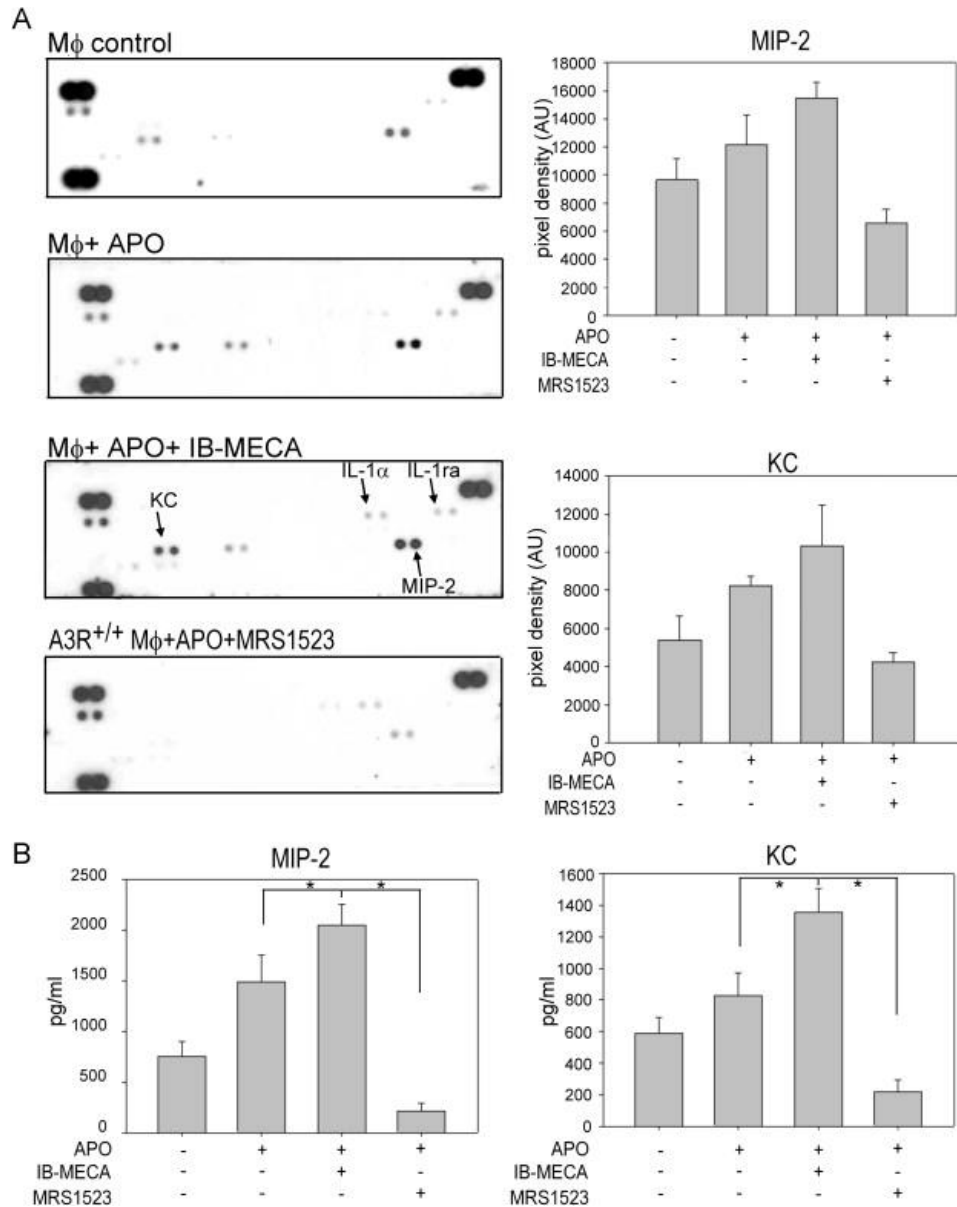 A
Mϕ control
Mϕ+ APO
Mϕ+ APO+ IB-MECA
KC
IL-1α
IL-1ra
MIP-2
A3R+/+ Mϕ+APO+MRS1523
MIP-2
pixel density (AU)
18000
16000
14000
12000
10000
8000
6000
4000
2000
0
APO - + + +
IB-MECA - - + -
MRS1523 - - - +
KC
pixel density (AU)
14000
12000
10000
8000
6000
4000
2000
0
APO - + + +
IB-MECA - - + -
MRS1523 - - - +
B
MIP-2
pg/ml
2500
2000
1500
1000
500
0
* *
APO - + + +
IB-MECA - - + -
MRS1523 - - - +
KC
pg/ml
1600
1400
1200
1000
800
600
400
200
0
* *
APO - + + +
IB-MECA - - + -
MRS1523 - - - +